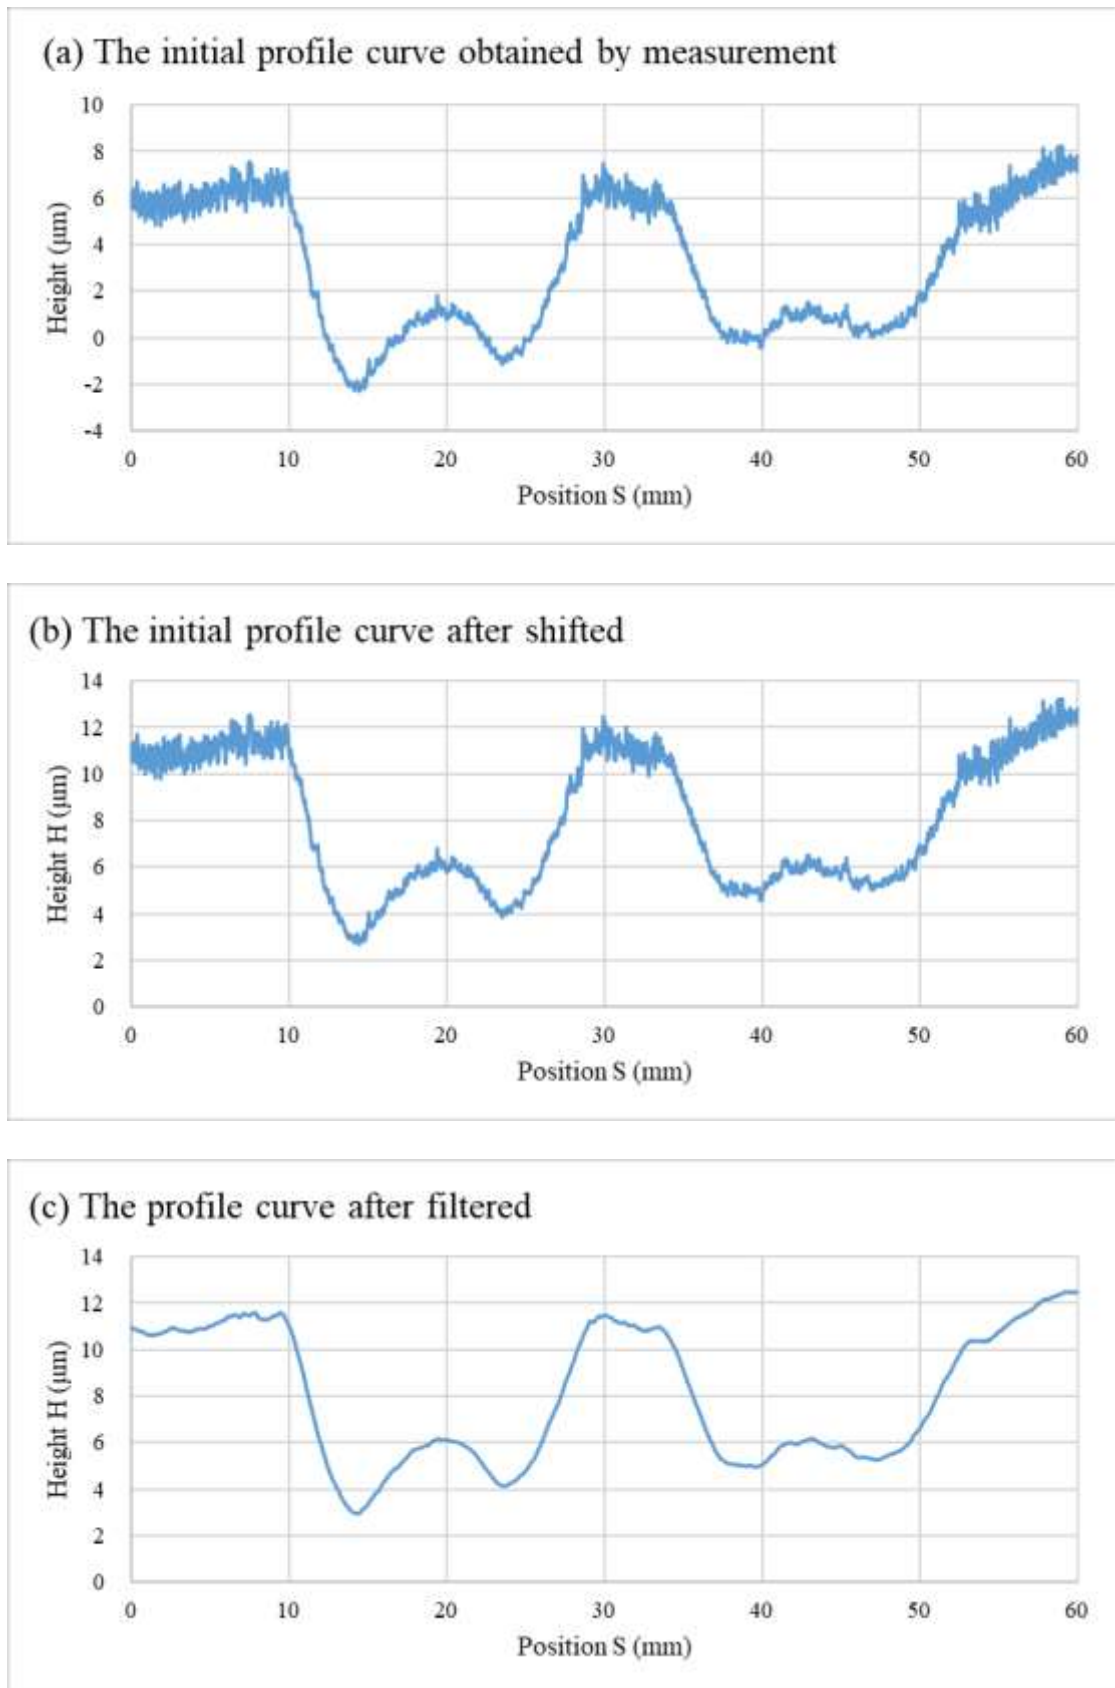 (a) The initial profile curve obtained by measurement
10
8
6
4
2
0
-2
-4
Height (μm)
0 10 20 30 40 50 60
Position S (mm)
(b) The initial profile curve after shifted
14
12
10
8
6
4
2
0
Height H (μm)
0 10 20 30 40 50 60
Position S (mm)
(c) The profile curve after filtered
14
12
10
8
6
4
2
0
Height H (μm)
0 10 20 30 40 50 60
Position S (mm)